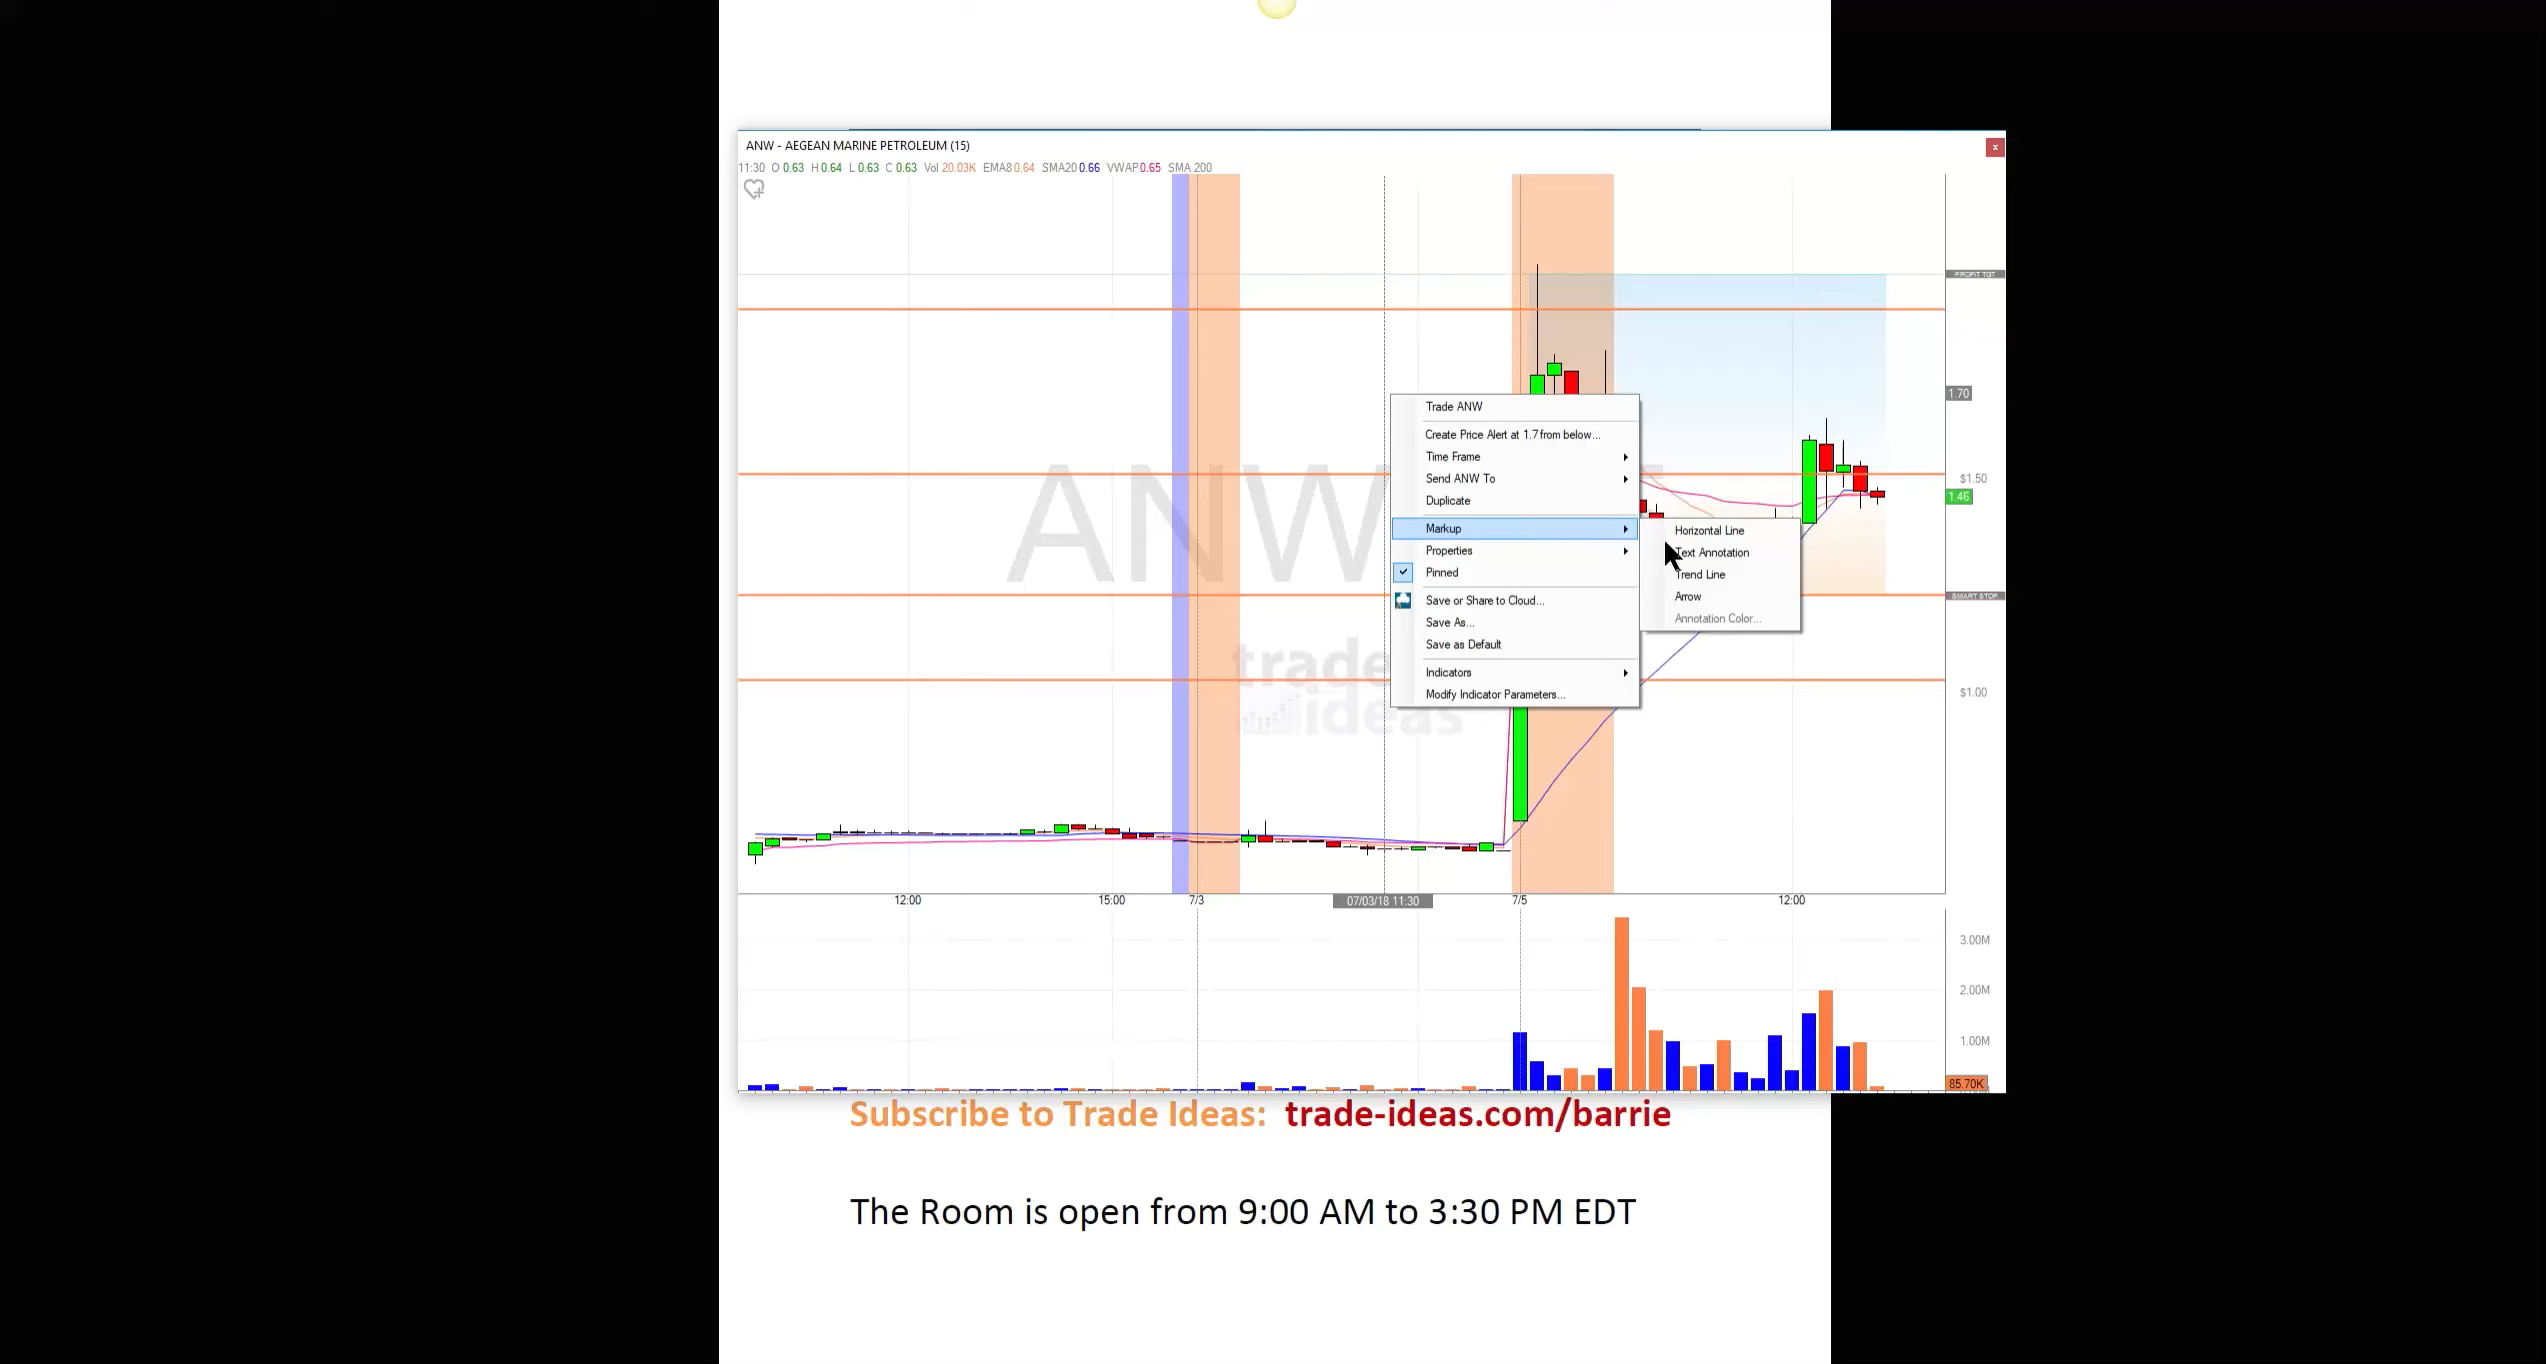 ANW - AEGEAN MARINE PETROLEUM (15)
x
11:30 O 0.63 H 0.64 L 0.63 C 0.63 Vol 20.03K EMA8 0.64 SMA20 0.66 VWAP 0.65 SMA 200
PROFIT TGT
1.70
Trade ANW
Create Price Alert at 1.7 from below...
Time Frame
Send ANW To
Duplicate
Markup
Properties
Pinned
Save or Share to Cloud...
Save As...
Save as Default
Indicators
Modify Indicator Parameters...
Horizontal Line
Text Annotation
Trend Line
Arrow
Annotation Color...
ANW
$1.50
1.46
SMART STOP
trade
ideas
$1.00
12:00 15:00 7/3 07/03/18 11:30 7/5 12:00
3.00M
2.00M
1.00M
85.70K
Subscribe to Trade Ideas: trade-ideas.com/barrie
The Room is open from 9:00 AM to 3:30 PM EDT